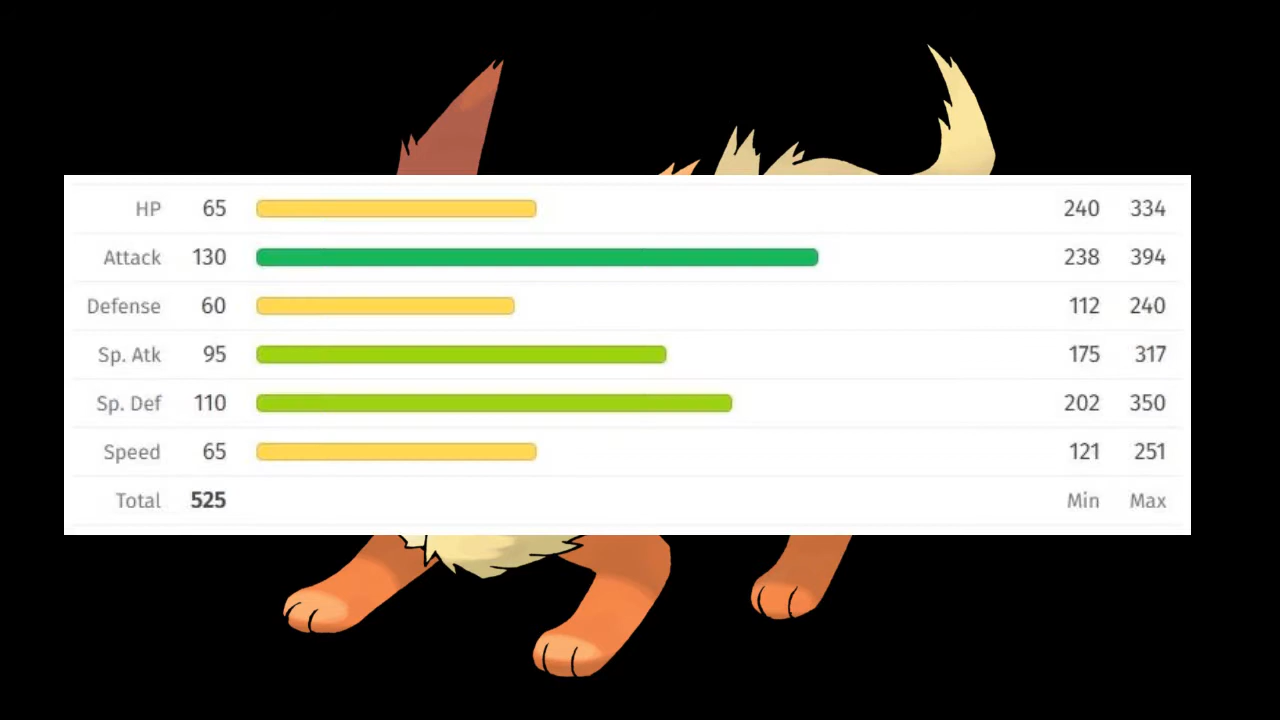 HP 65 240 334
Attack 130 238 394
Defense 60 112 240
Sp. Atk 95 175 317
Sp. Def 110 202 350
Speed 65 121 251
Total 525 Min Max